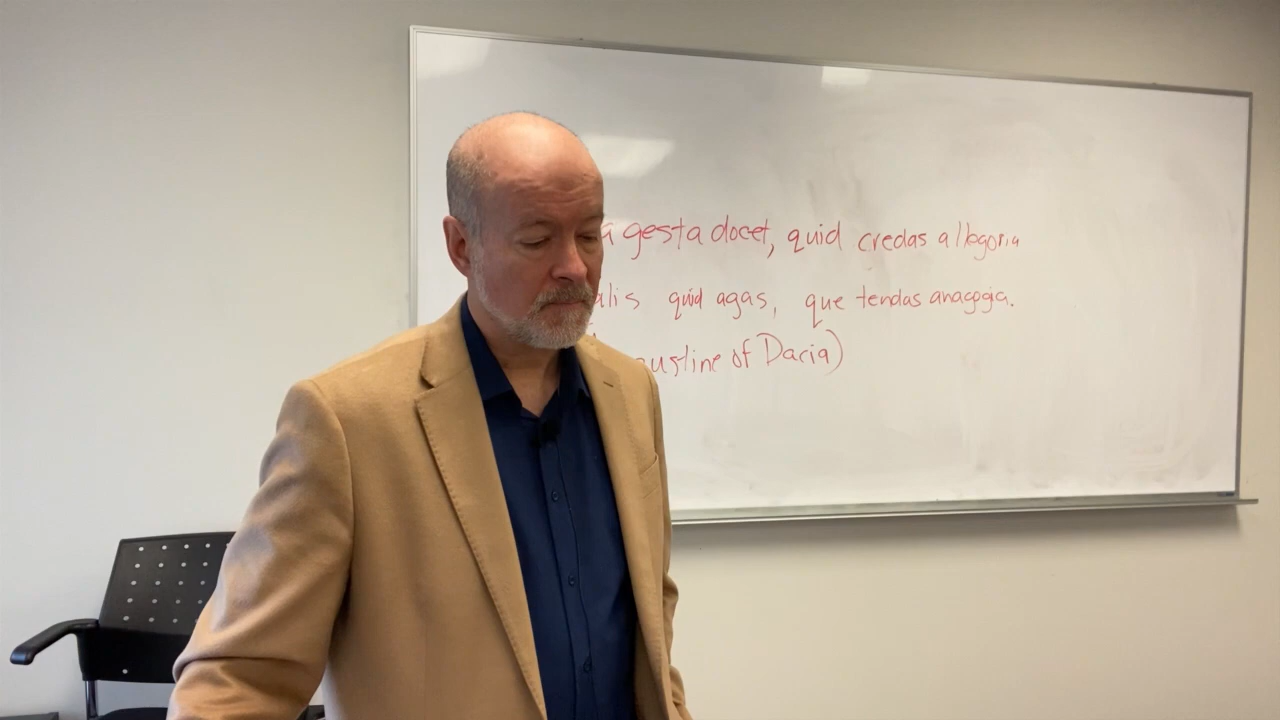 a gesta docet, quid credas allegoria
alis quid agas, que tendas anagogia.
ustine of Dacia)